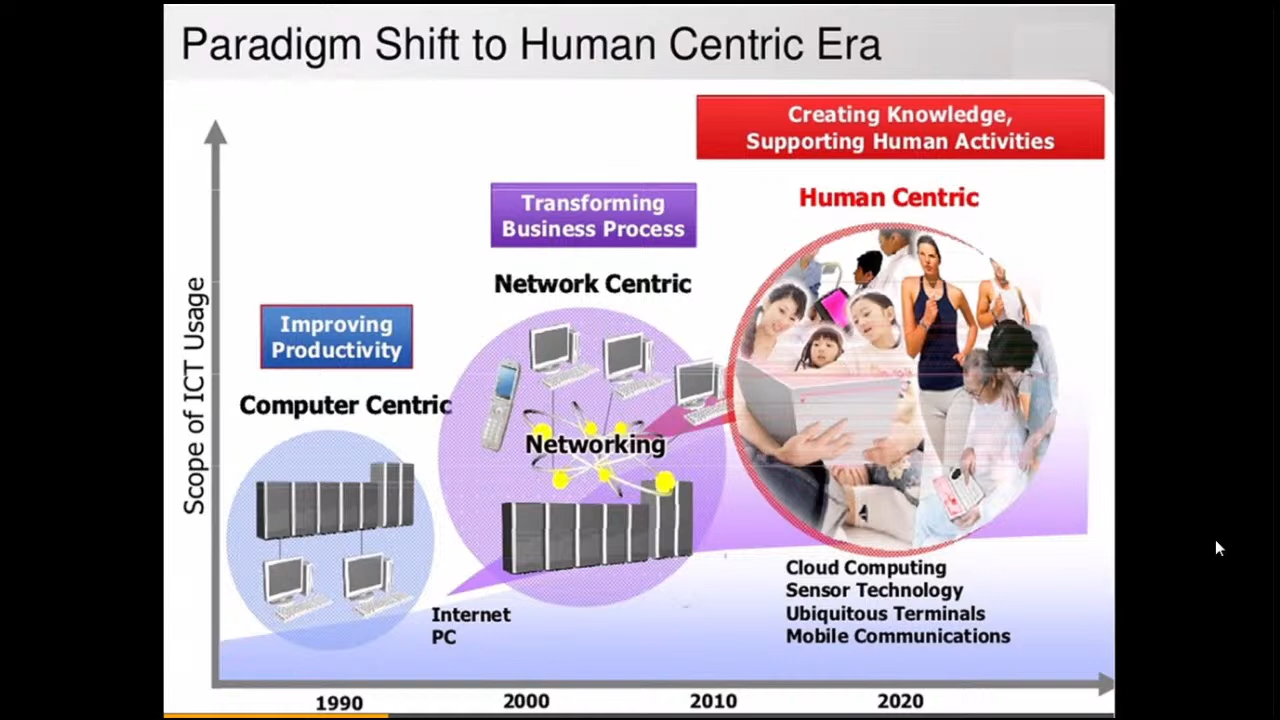 Paradigm Shift to Human Centric Era
Creating Knowledge,
Supporting Human Activities
Human Centric
Transforming
Business Process
Network Centric
Improving
Productivity
Computer Centric
Networking
Scope of ICT Usage
Internet
PC
Cloud Computing
Sensor Technology
Ubiquitous Terminals
Mobile Communications
1990
2000
2010
2020